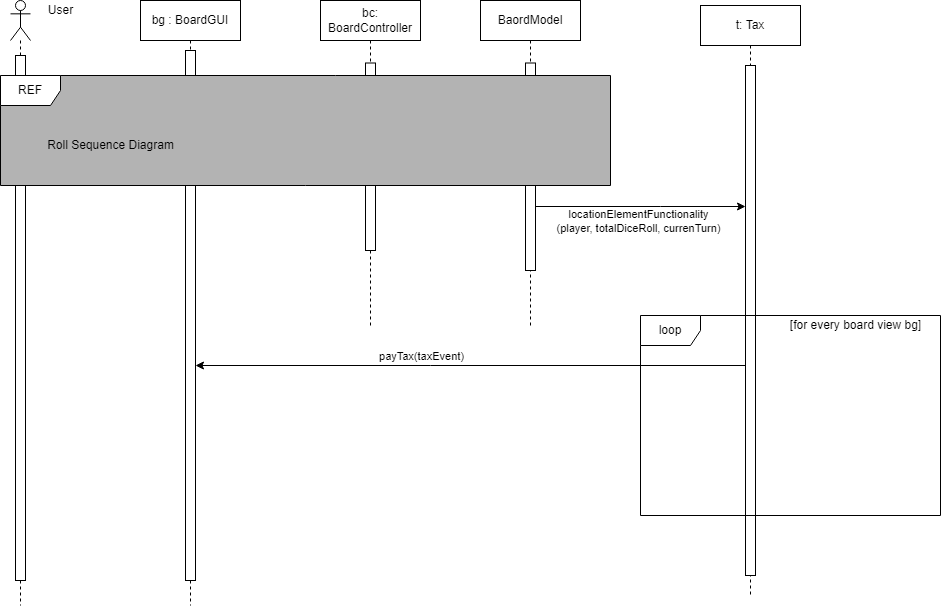 User
bg : BoardGUI
bc:
BoardController
BaordModel
t: Tax
REF
Roll Sequence Diagram
locationElementFunctionality
(player, totalDiceRoll, currenTurn)
loop
[for every board view bg]
payTax(taxEvent)